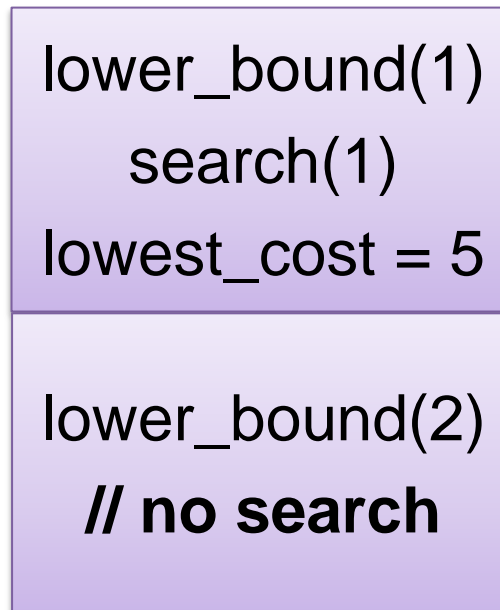 lower_bound(1)
search(1)
lowest_cost = 5
lower_bound(2)
// no search